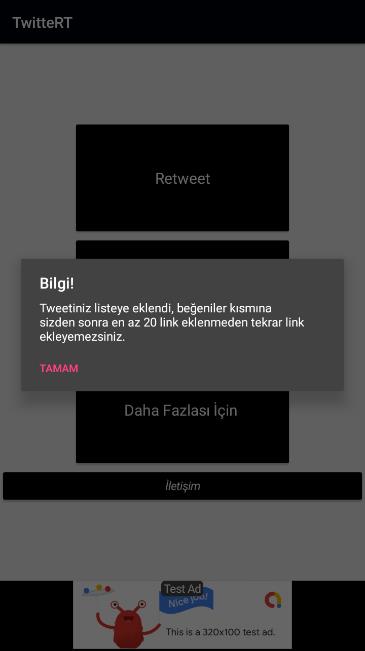 TwitteRT
Retweet
Bilgi!
Tweetiniz listeye eklendi, beğeniler kısmına
sizden sonra en az 20 link eklenmeden tekrar link
ekleyemezsiniz.
TAMAM
Daha Fazlası İçin
İletişim
Test Ad
Nice job!
This is a 320x100 test ad.